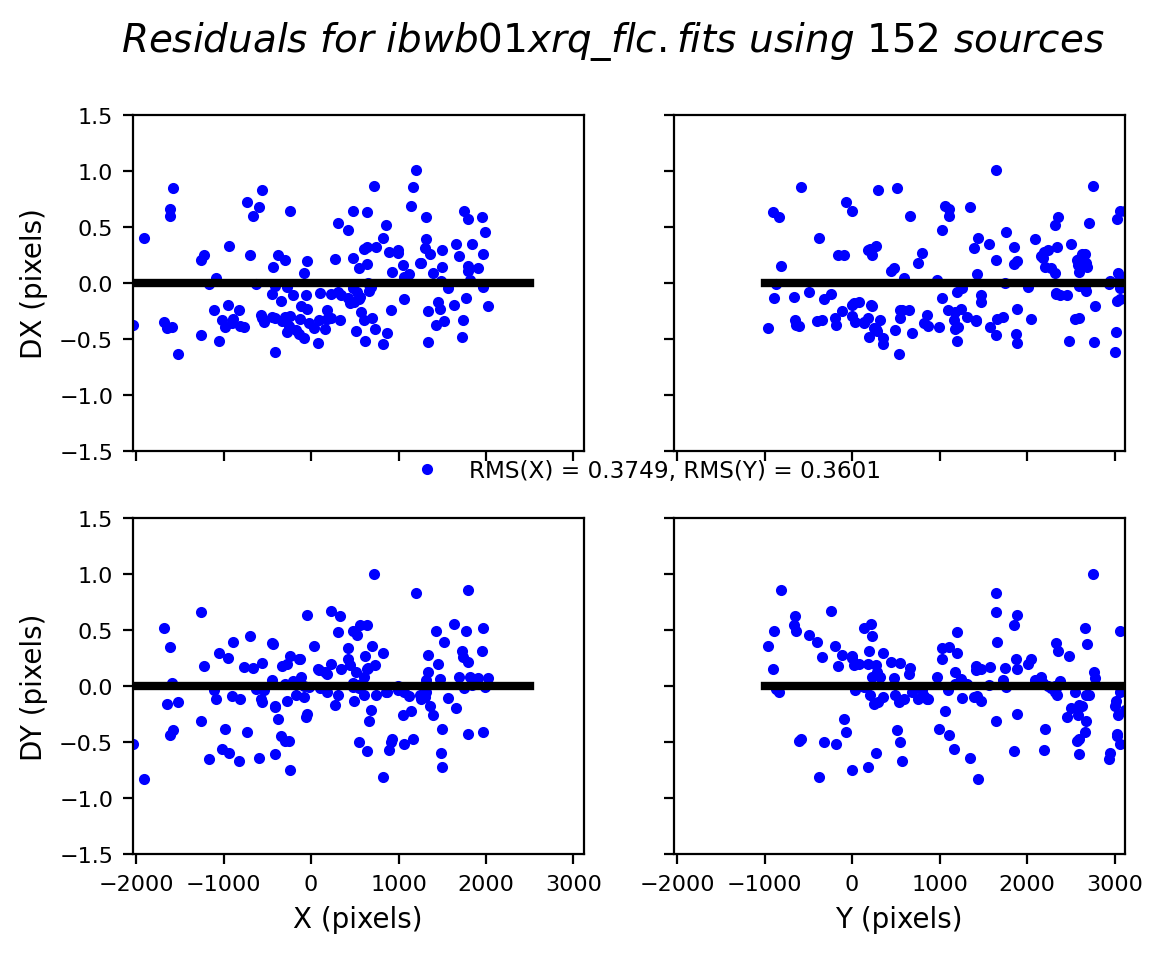 Residuals for ibwb01xrq_flc.fits using 152 sources
1.5
1.0
0.5
0.0
−0.5
−1.0
−1.5
DX (pixels)
RMS(X) = 0.3749, RMS(Y) = 0.3601
1.5
1.0
0.5
0.0
−0.5
−1.0
−1.5
DY (pixels)
−2000 −1000 0 1000 2000 3000
−2000 −1000 0 1000 2000 3000
X (pixels)
Y (pixels)